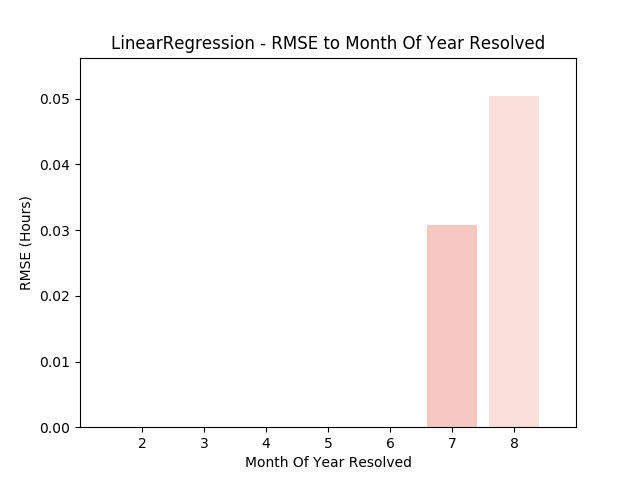 LinearRegression - RMSE to Month Of Year Resolved
0.05
0.04
0.03
0.02
0.01
0.00
RMSE (Hours)
2 3 4 5 6 7 8
Month Of Year Resolved